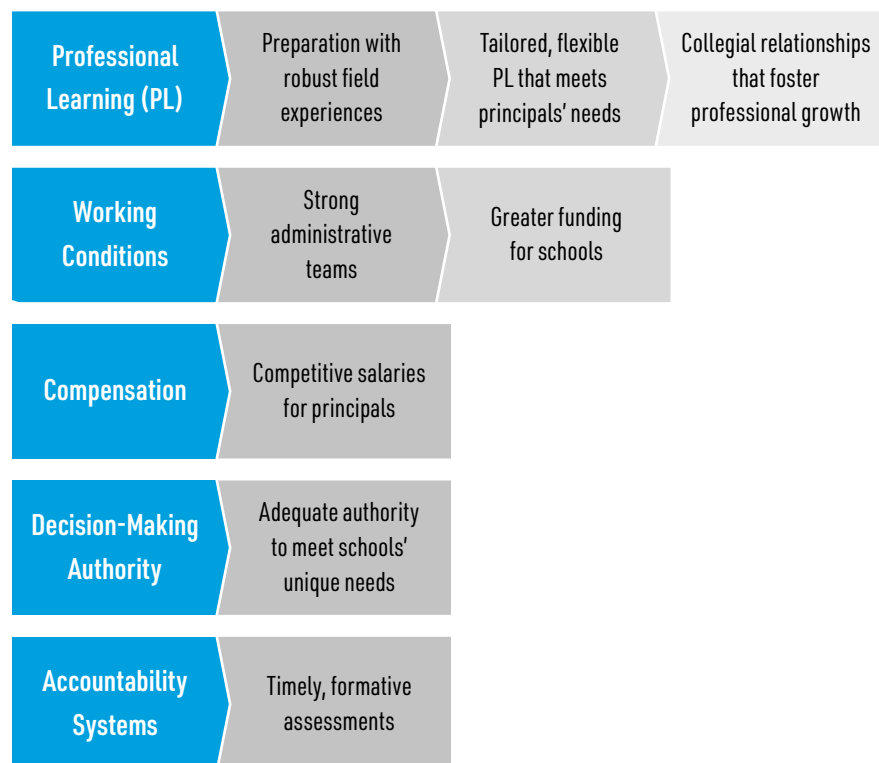 Professional
Learning (PL)
Preparation with
robust field
experiences
Tailored, flexible
PL that meets
principals’ needs
Collegial relationships
that foster
professional growth
Working
Conditions
Strong
administrative
teams
Greater funding
for schools
Compensation
Competitive salaries
for principals
Decision-Making
Authority
Adequate authority
to meet schools’
unique needs
Accountability
Systems
Timely, formative
assessments